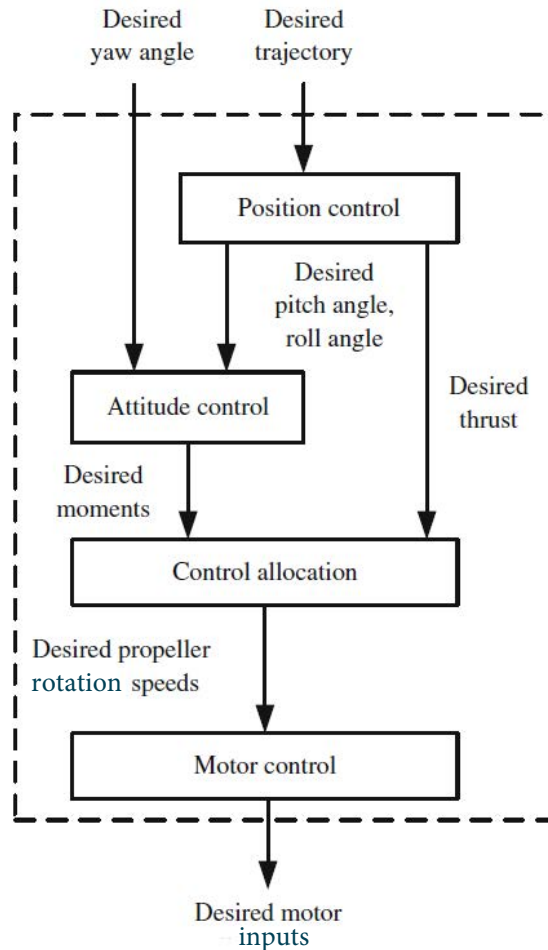 Desired
yaw angle
Desired
trajectory
Position control
Desired
pitch angle,
roll angle
Attitude control
Desired
thrust
Desired
moments
Control allocation
Desired propeller
rotation speeds
Motor control
Desired motor
inputs